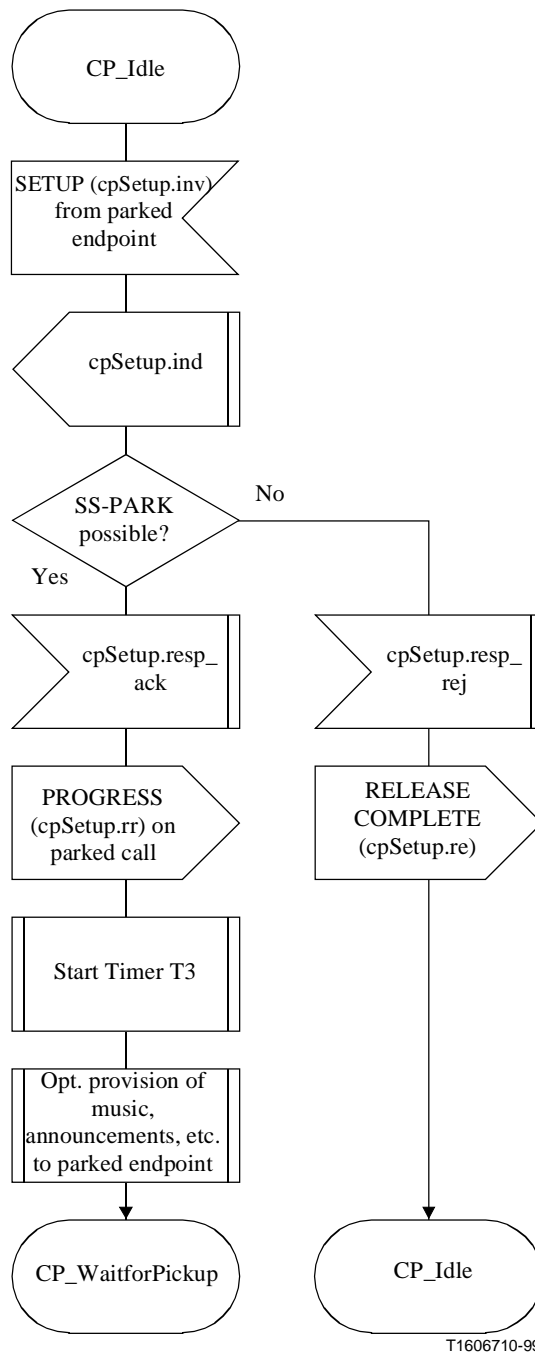 CP_Idle
SETUP (cpSetup.inv)
from parked
endpoint
cpSetup.ind
SS-PARK
possible?
No
Yes
cpSetup.resp_
ack
cpSetup.resp_
rej
PROGRESS
(cpSetup.rr) on
parked call
RELEASE
COMPLETE
(cpSetup.re)
Start Timer T3
Opt. provision of
music,
announcements, etc.
to parked endpoint
CP_WaitforPickup
CP_Idle
T1606710-99